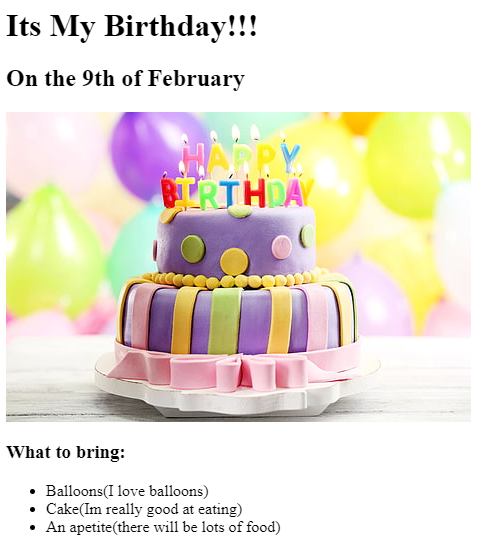 Its My Birthday!!!
On the 9th of February
HAPPY
BIRTHDAY
What to bring:
Balloons(I love balloons)
Cake(Im really good at eating)
An apetite(there will be lots of food)